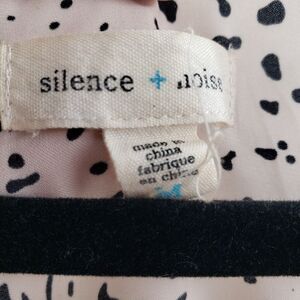 silence + noise
made in
china
fabrique
en chine
M